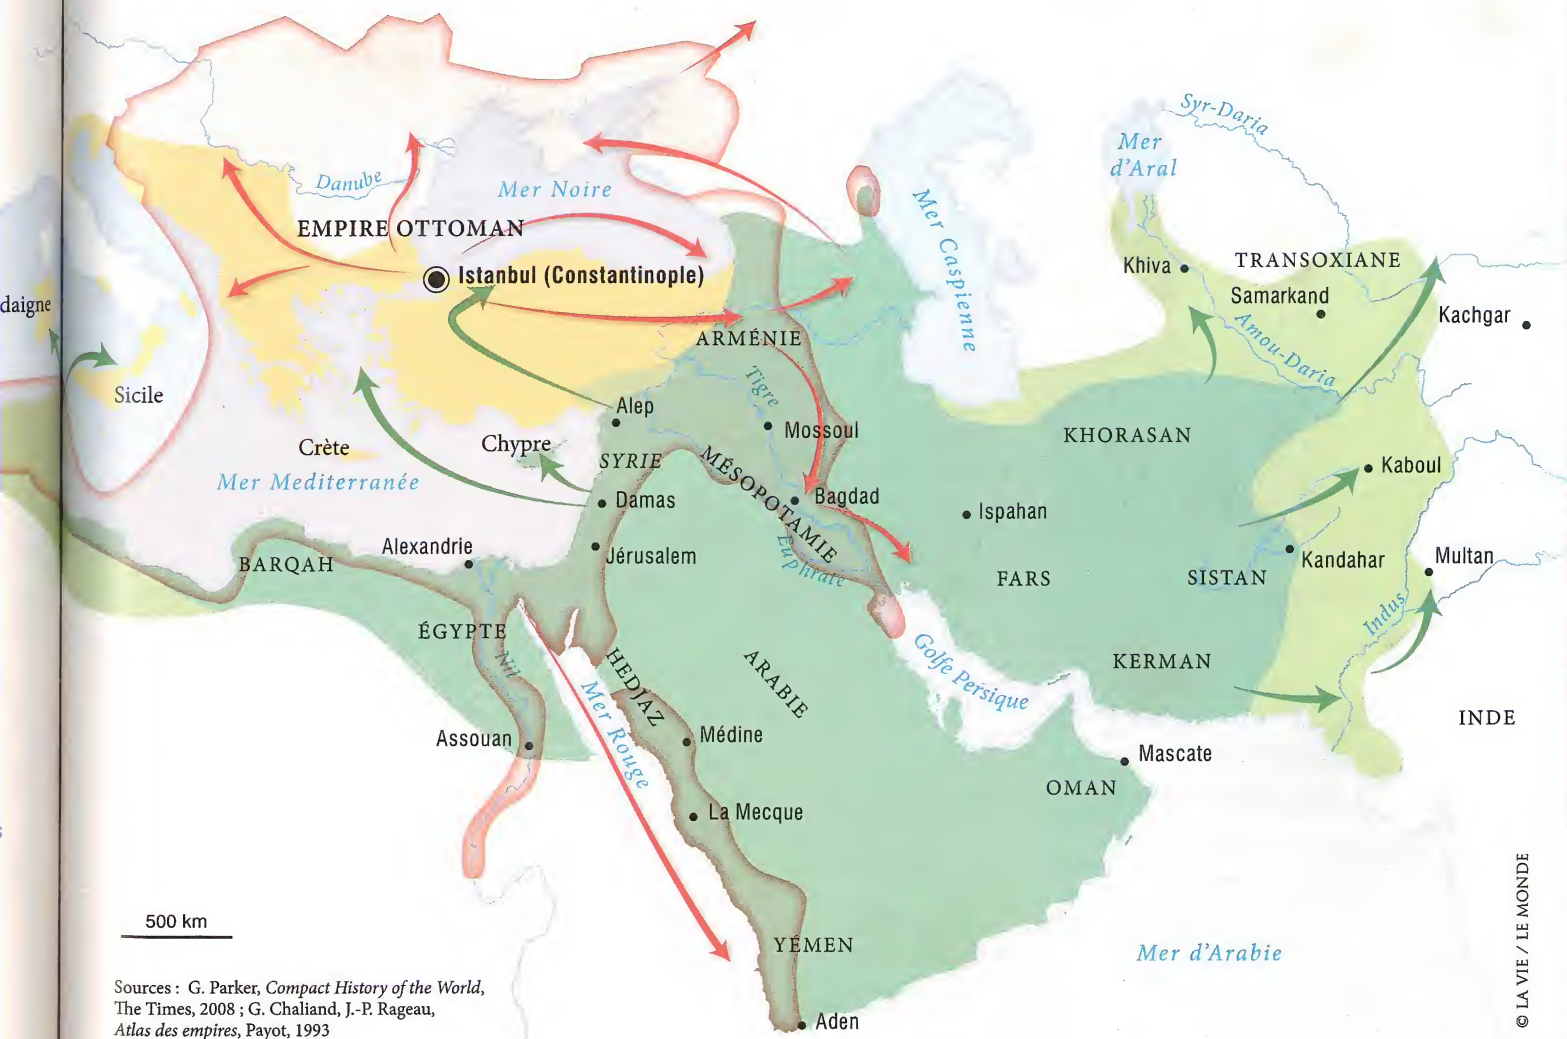 Syr-Daria
Mer
d'Aral
Danube
Mer Noire
EMPIRE OTTOMAN
Mer Caspienne
Istanbul (Constantinople)
Khiva
TRANSOXIANE
Samarkand
daigne
Kachgar
Amou-Daria
ARMÉNIE
Sicile
Tigre
Alep
Mossoul
KHORASAN
Crète
Chypre
SYRIE
MÉSOPOTAMIE
Kaboul
Mer Mediterranée
Damas
Bagdad
Ispahan
Alexandrie
Jérusalem
BARQAH
Euphrate
FARS
SISTAN
Kandahar
Multan
Indus
ÉGYPTE
Nil
HEDJAZ
ARABIE
Golfe Persique
KERMAN
Mer Rouge
INDE
Assouan
Médine
Mascate
OMAN
La Mecque
500 km
YÉMEN
Mer d'Arabie
Aden
Sources : G. Parker, Compact History of the World,
The Times, 2008 ; G. Chaliand, J.-P. Rageau,
Atlas des empires, Payot, 1993
© LA VIE / LE MONDE